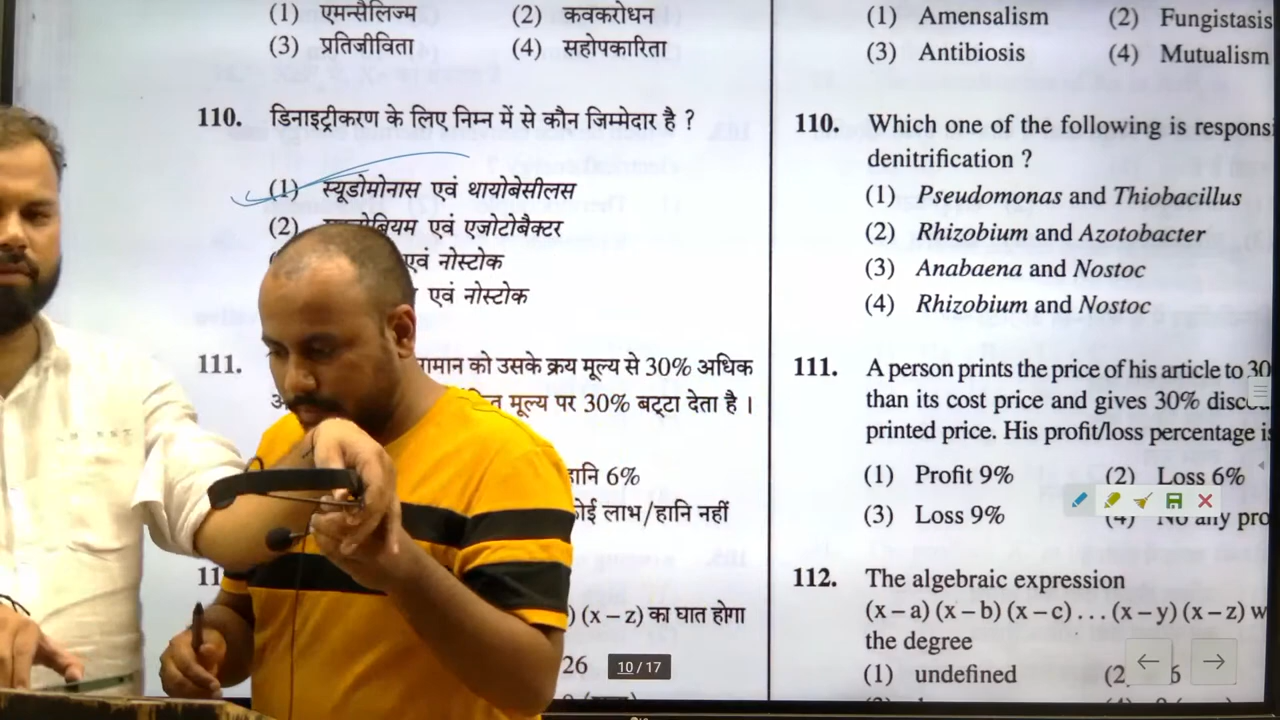 (1) एमन्सैलिज्म (2) कवकरोधन
(3) प्रतिजीविता (4) सहोपकारिता
110. डिनाइट्रीकरण के लिए निम्न में से कौन जिम्मेदार है ?
(1) स्यूडोमोनास एवं थायोबेसीलस
(2) एवं एजोटोबैक्टर
एवं नोस्टोक
एवं नोस्टोक
111. को उसके क्रय मूल्य से 30% अधिक
मूल्य पर 30% बट्टा देता है ।
6%
लाभ/हानि नहीं
(x – z) का घात होगा
26
(1) Amensalism (2) Fungistasis
(3) Antibiosis (4) Mutualism
110. Which one of the following is
denitrification ?
(1) Pseudomonas and Thiobacillus
(2) Rhizobium and Azotobacter
(3) Anabaena and Nostoc
(4) Rhizobium and Nostoc
111. A person prints the price of his article to 30
than its cost price and gives 30%
printed price. His profit/loss percentage is
(1) Profit 9% (2) Loss 6%
(3) Loss 9% (4) No any
112. The algebraic expression
(x – a) (x – b) (x – c) . . . (x – y) (x – z)
the degree
(1) undefined (2
10 / 17